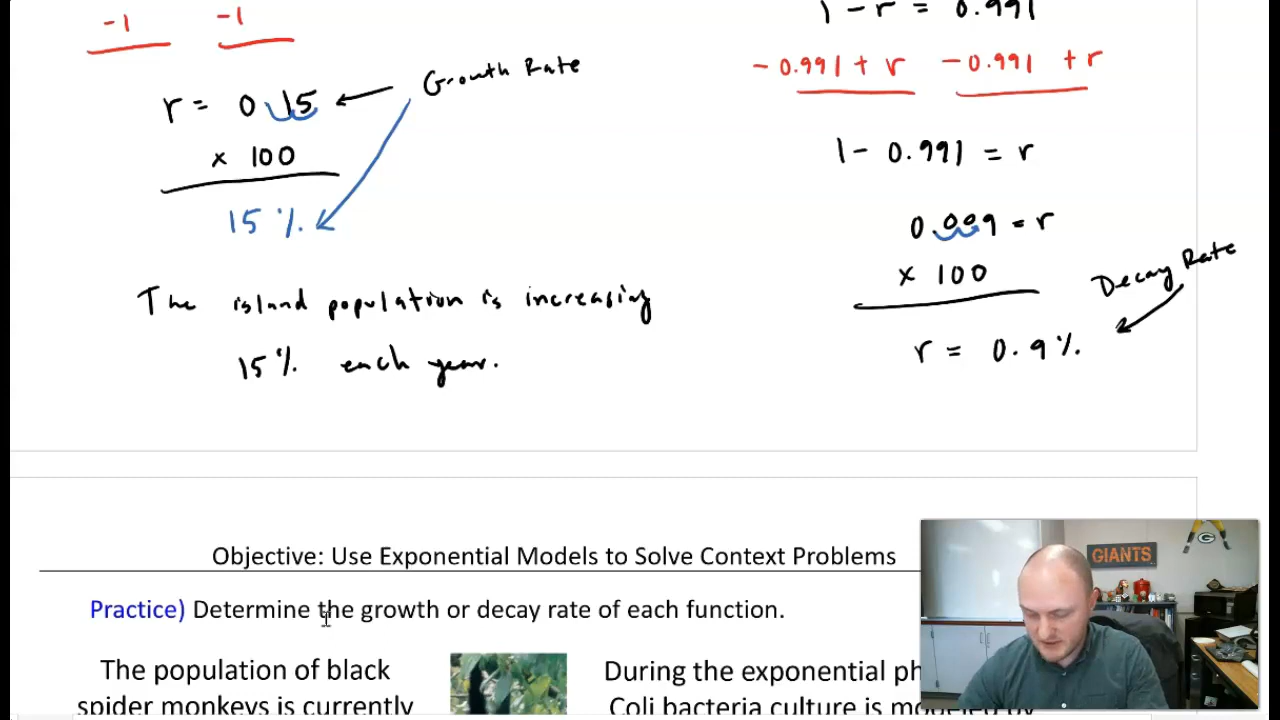 -1 -1
r = 0.15 Growth Rate
x 100
15 %
The island population is increasing
15% each year.
1 - r = 0.991
- 0.991 + r - 0.991 + r
1 - 0.991 = r
0.009 = r
x 100
Decay Rate
r = 0.9%
Objective: Use Exponential Models to Solve Context Problems
Practice) Determine the growth or decay rate of each function.
The population of black
spider monkeys is currently
During the exponential ph
Coli bacteria culture is modeled by
GIANTS
G